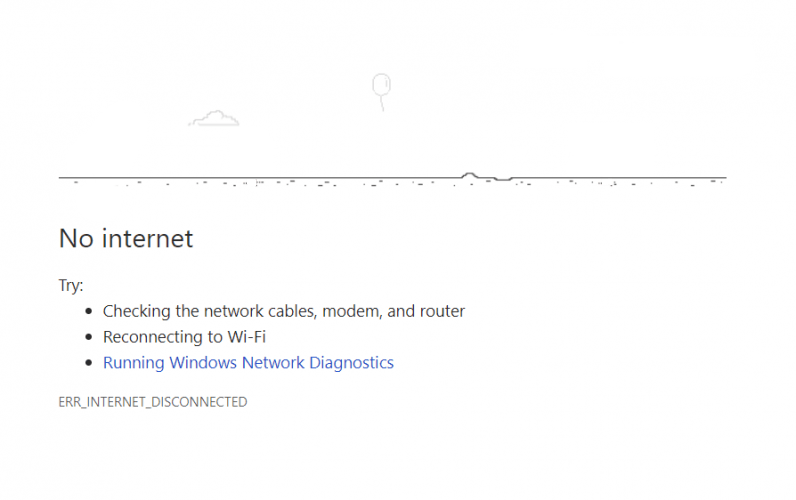 No internet
Try:
Checking the network cables, modem, and router
Reconnecting to Wi-Fi
Running Windows Network Diagnostics
ERR_INTERNET_DISCONNECTED